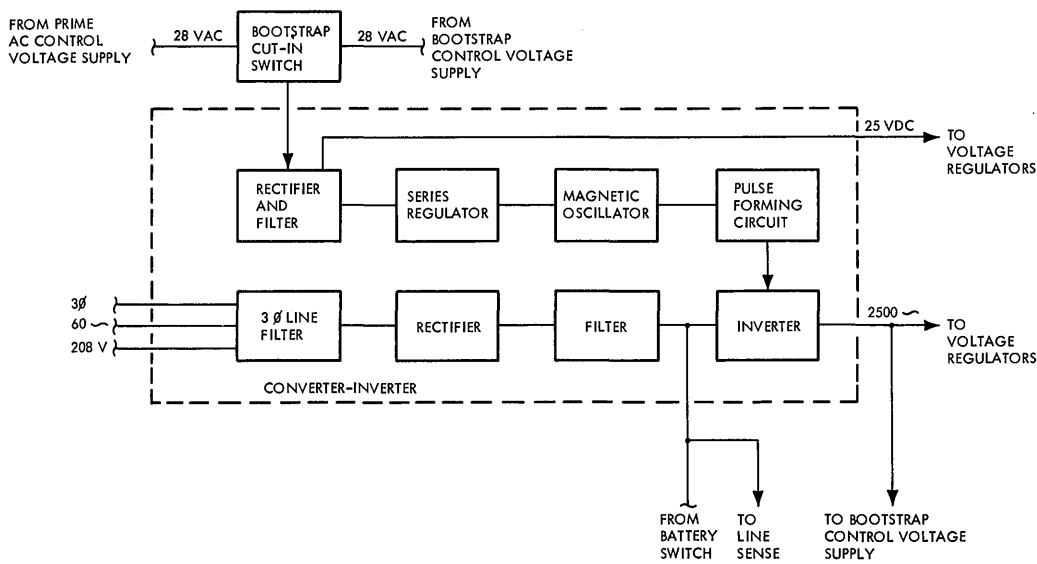 FROM PRIME
AC CONTROL
VOLTAGE SUPPLY
28 VAC
BOOTSTRAP
CUT-IN
SWITCH
28 VAC
FROM
BOOTSTRAP
CONTROL VOLTAGE
SUPPLY
25 VDC
TO
VOLTAGE
REGULATORS
RECTIFIER
AND
FILTER
SERIES
REGULATOR
MAGNETIC
OSCILLATOR
PULSE
FORMING
CIRCUIT
3Ø
60 ~
208 V
3 Ø LINE
FILTER
RECTIFIER
FILTER
INVERTER
2500 ~
TO
VOLTAGE
REGULATORS
CONVERTER-INVERTER
FROM
BATTERY
SWITCH
TO
LINE
SENSE
TO BOOTSTRAP
CONTROL VOLTAGE
SUPPLY